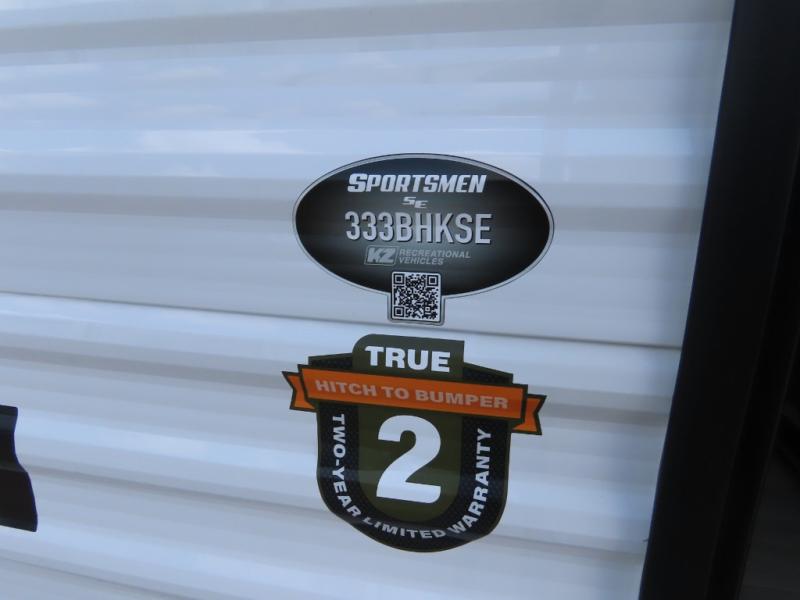 SPORTSMEN
SE
333BHKSE
KZ RECREATIONAL
VEHICLES
TRUE
HITCH TO BUMPER
2
TWO-YEAR LIMITED WARRANTY